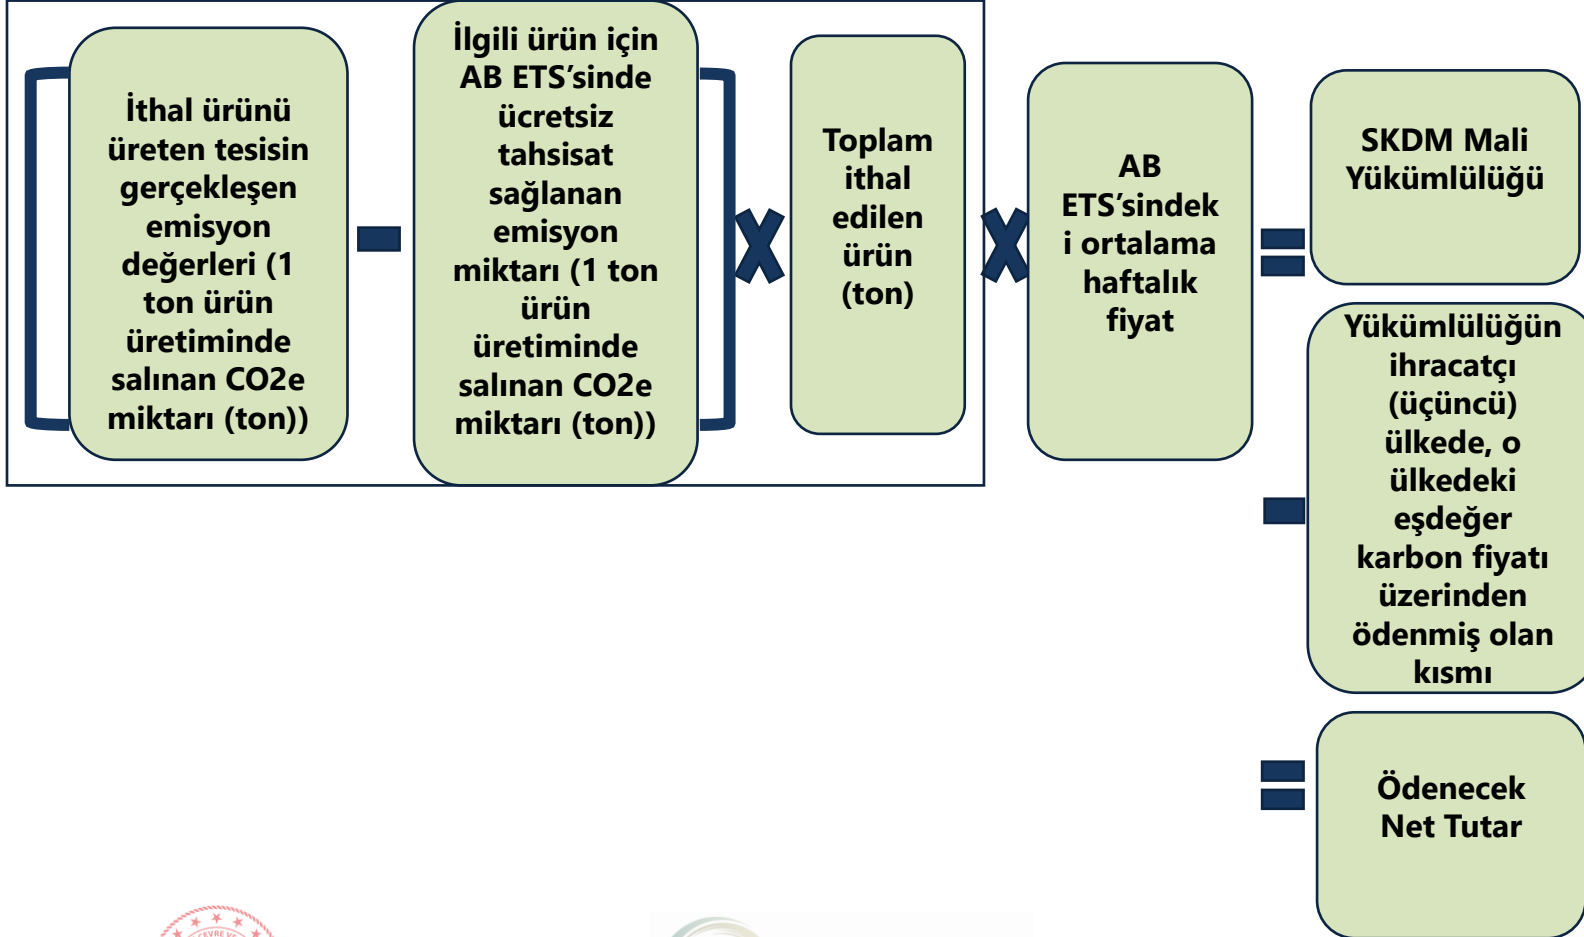 İthal ürünü
üreten tesisin
gerçekleşen
emisyon
değerleri (1
ton ürün
üretiminde
salınan CO2e
miktarı (ton))
İlgili ürün için
AB ETS’sinde
ücretsiz
tahsisat
sağlanan
emisyon
miktarı (1 ton
ürün
üretiminde
salınan CO2e
miktarı (ton))
Toplam
ithal
edilen
ürün
(ton)
AB
ETS’sindek
i ortalama
haftalık
fiyat
SKDM Mali
Yükümlülüğü
Yükümlülüğün
ihracatçı
(üçüncü)
ülkede, o
ülkedeki
eşdeğer
karbon fiyatı
üzerinden
ödenmiş olan
kısmı
Ödenecek
Net Tutar